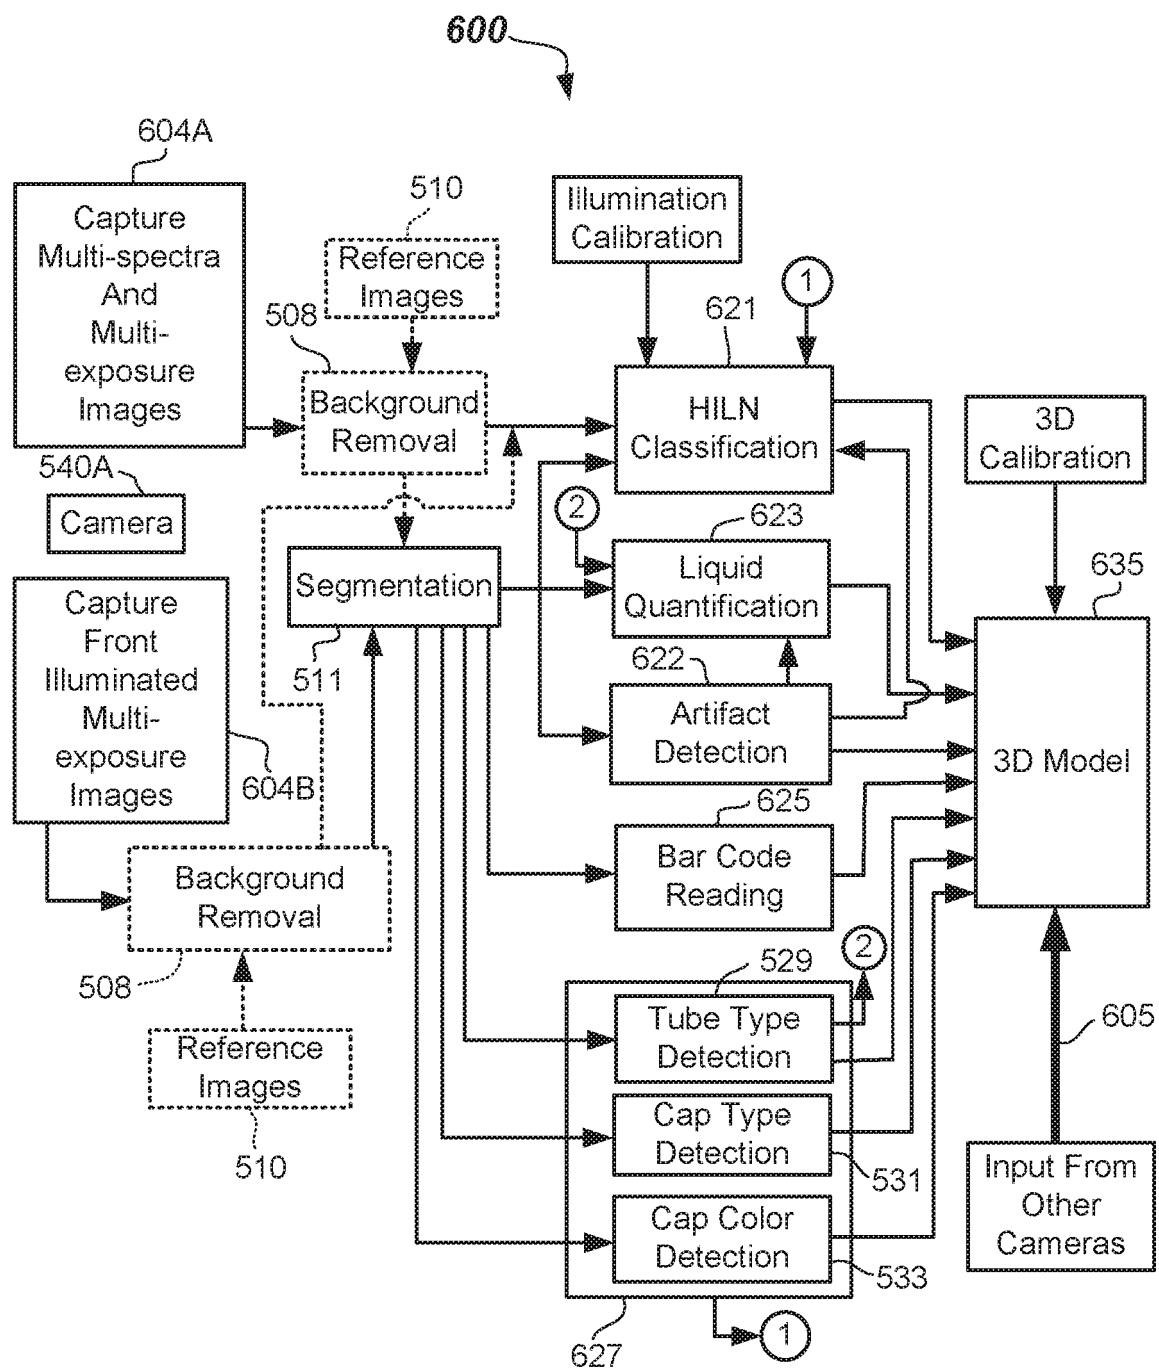 600
604A
Capture
Multi-spectra
And
Multi-
exposure
Images
510
Reference
Images
508
Background
Removal
Illumination
Calibration
1
621
HILN
Classification
3D
Calibration
540A
Camera
2
623
Liquid
Quantification
Segmentation
511
635
3D Model
Capture
Front
Illuminated
Multi-
exposure
Images
604B
622
Artifact
Detection
625
Bar Code
Reading
Background
Removal
508
Reference
Images
510
529
2
Tube Type
Detection
Cap Type
Detection
531
Cap Color
Detection
533
627
1
605
Input From
Other
Cameras